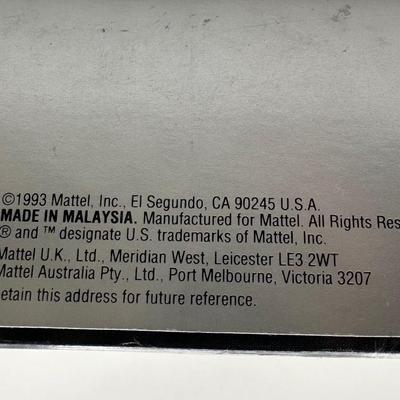 ©1993 Mattel, Inc., El Segundo, CA 90245 U.S.A.
MADE IN MALAYSIA. Manufactured for Mattel. All Rights Res
® and ™ designate U.S. trademarks of Mattel, Inc.
Mattel U.K., Ltd., Meridian West, Leicester LE3 2WT
Mattel Australia Pty., Ltd., Port Melbourne, Victoria 3207
etain this address for future reference.